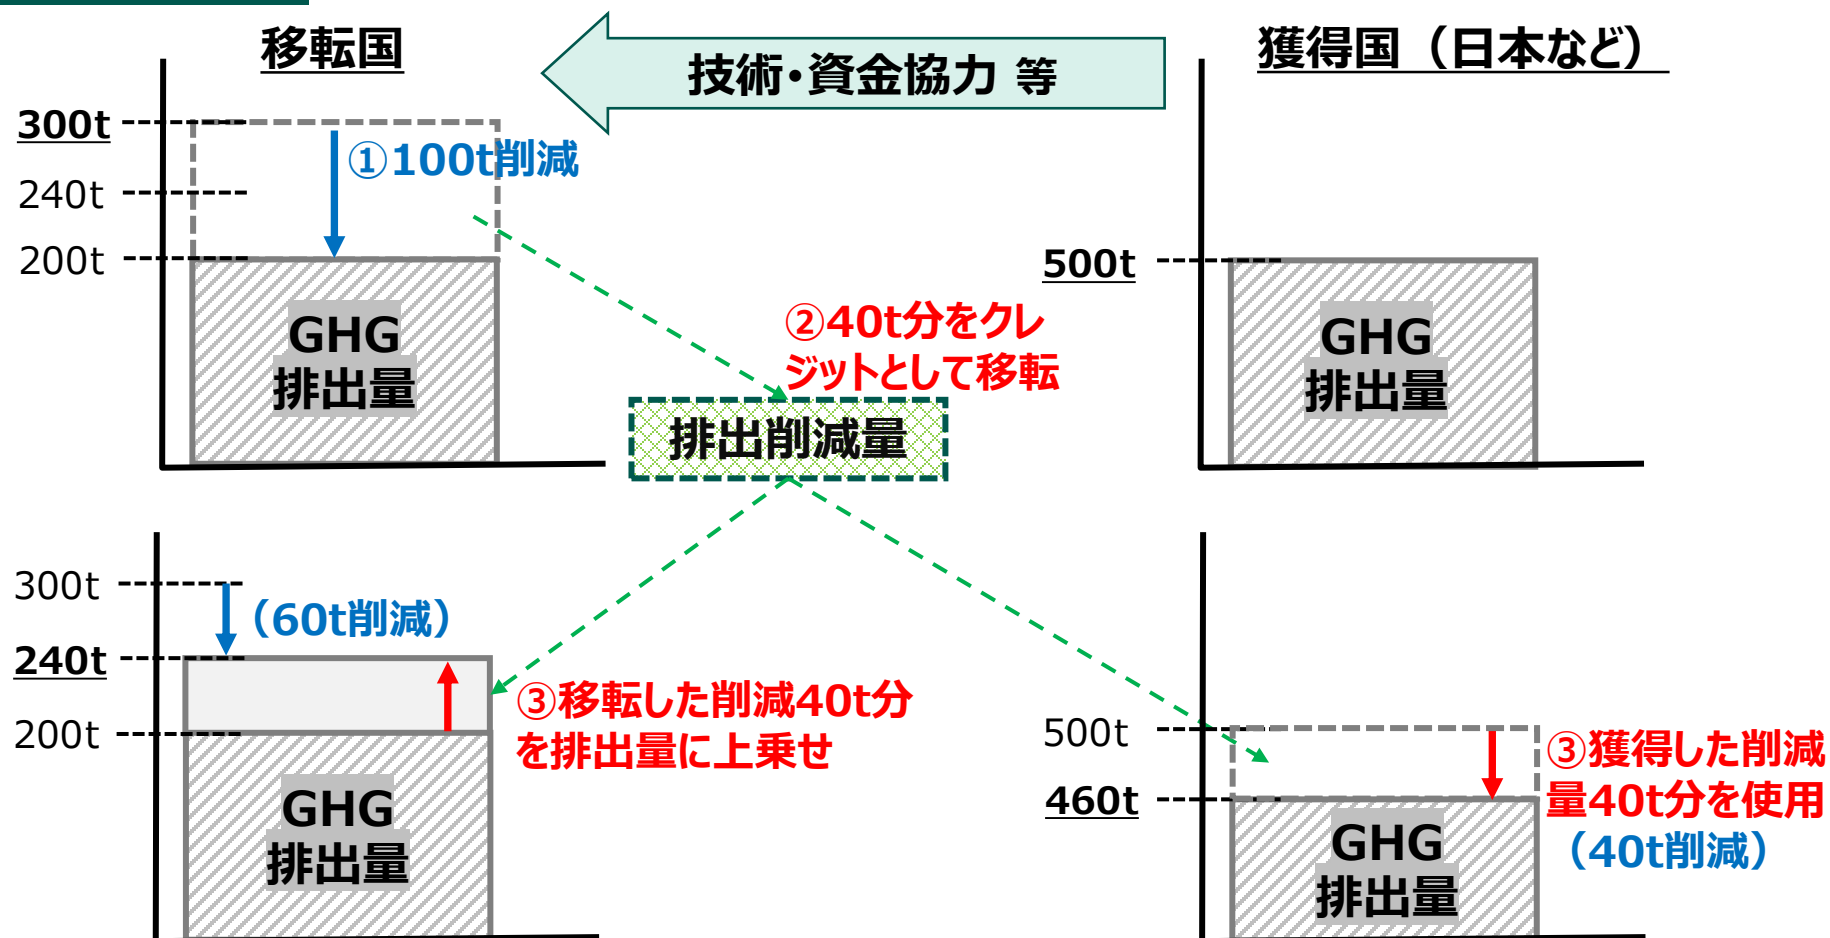 移転国
技術・資金協力 等
獲得国（日本など）
300t
240t
200t
①100t削減
GHG
排出量
②40t分をクレ
ジットとして移転
排出削減量
500t
GHG
排出量
300t
240t
200t
（60t削減）
③移転した削減40t分
を排出量に上乗せ
GHG
排出量
500t
460t
③獲得した削減
量40t分を使用
（40t削減）
GHG
排出量